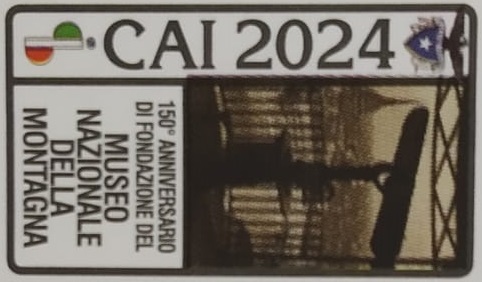 CAI 2024
150° ANNIVERSARIO
DI FONDAZIONE DEL
MUSEO
NAZIONALE
DELLA
MONTAGNA